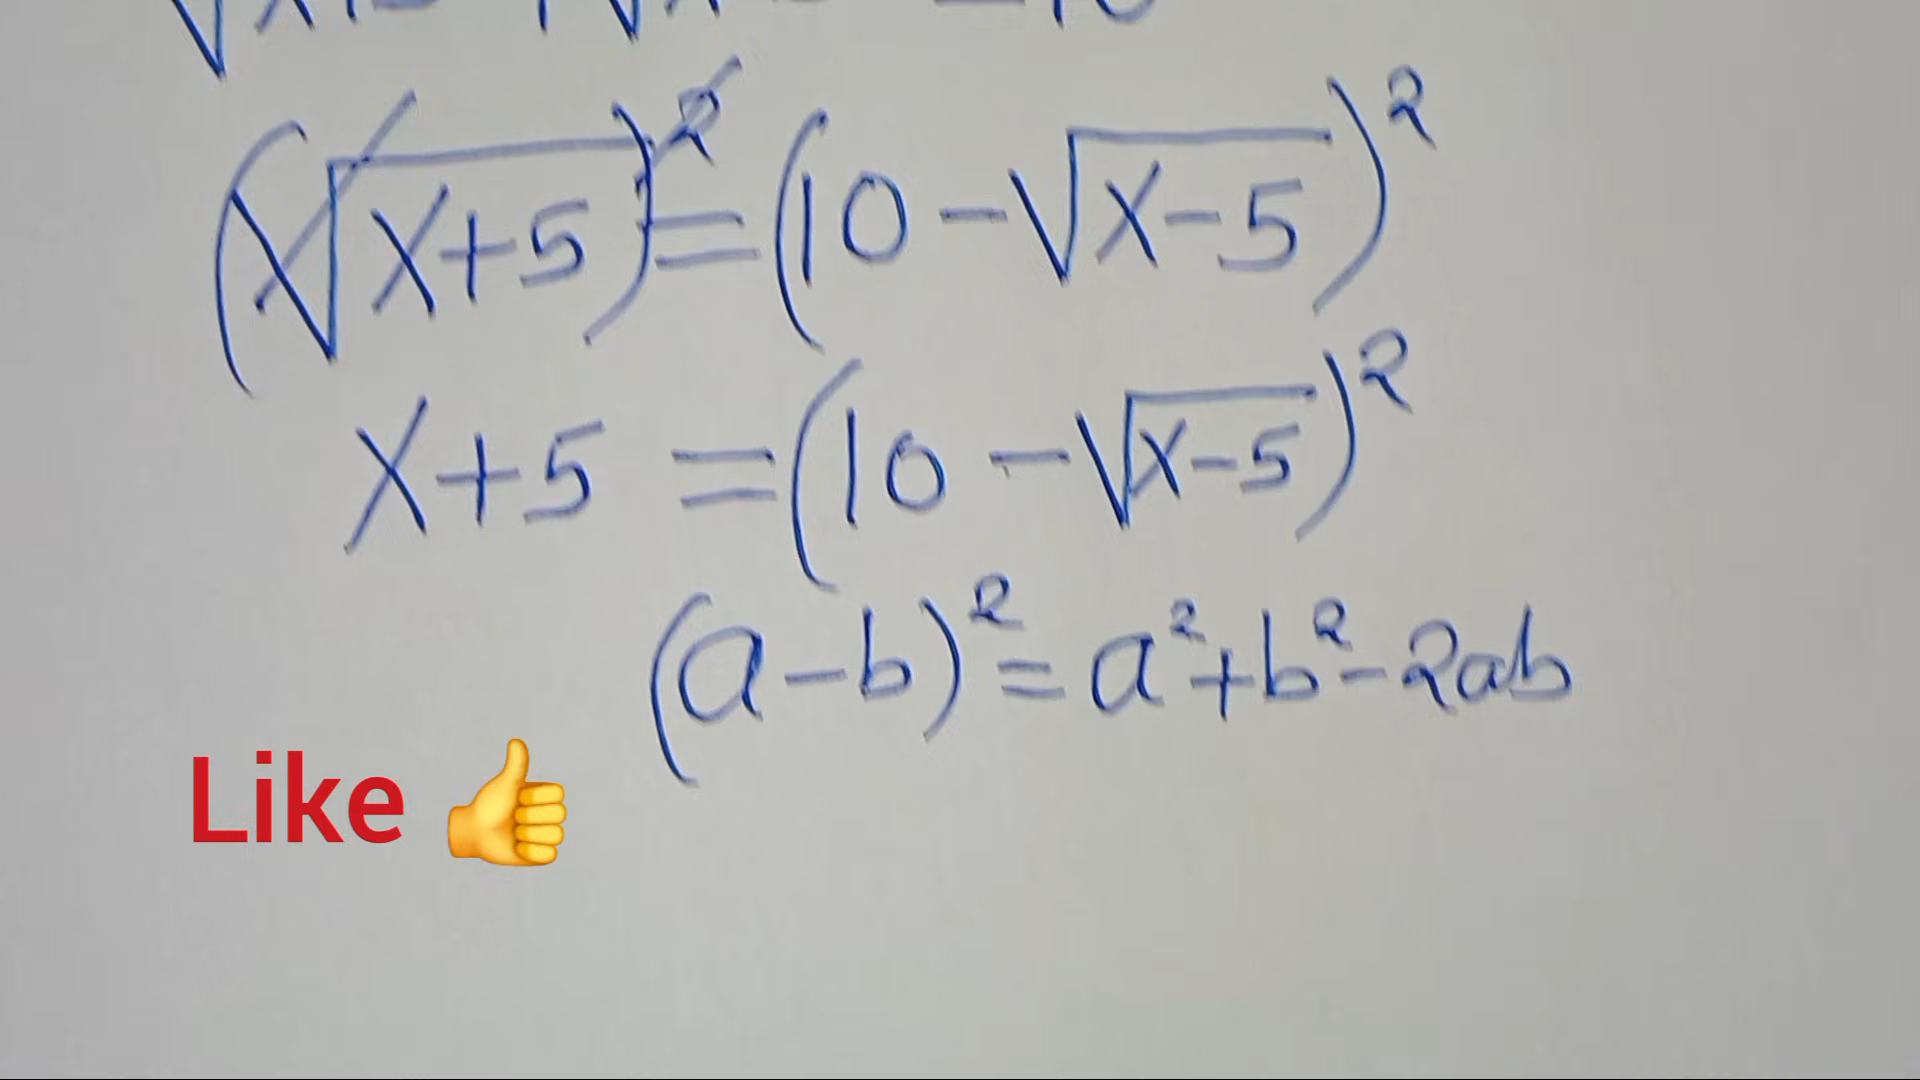 (√(x+5))² = (10 - √(x-5))²
x+5 = (10 - √(x-5))²
(a-b)² = a²+b²-2ab
Like 👍